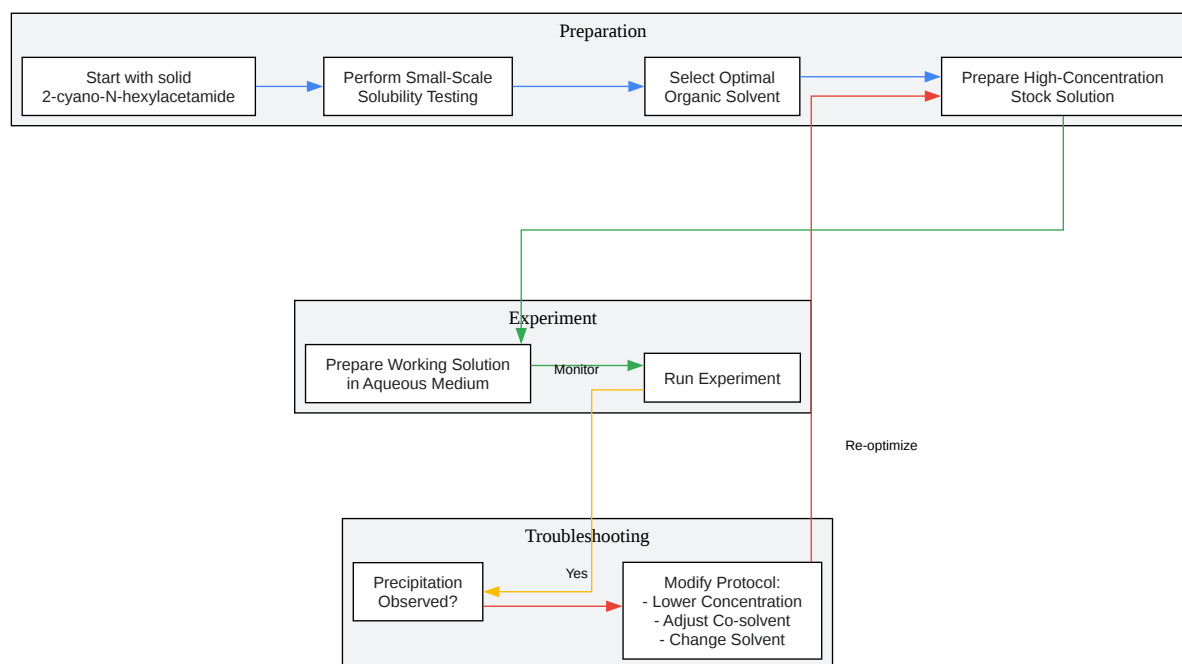 Preparation
Start with solid
2-cyano-N-hexylacetamide
Perform Small-Scale
Solubility Testing
Select Optimal
Organic Solvent
Prepare High-Concentration
Stock Solution
Experiment
Prepare Working Solution
in Aqueous Medium
Monitor
Run Experiment
Re-optimize
Troubleshooting
Precipitation
Observed?
Yes
Modify Protocol:
- Lower Concentration
- Adjust Co-solvent
- Change Solvent